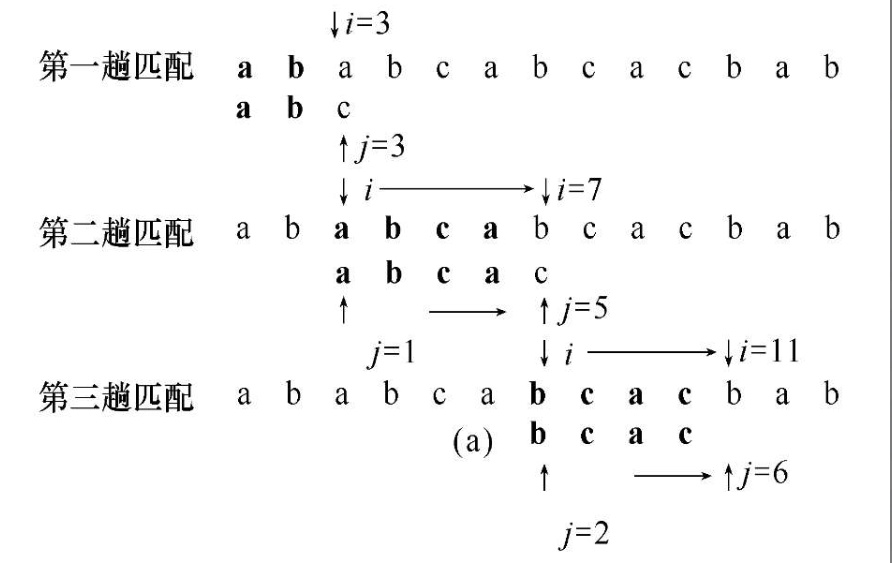 ↓i=3
第一趟匹配 a b a b c a b c a c b a b
a b c
↑j=3
↓i → ↓i=7
第二趟匹配 a b a b c a b c a c b a b
a b c a c
↑ → ↑j=5
j=1 ↓i → ↓i=11
第三趟匹配 a b a b c a b c a c b a b
(a) b c a c
↑ → ↑j=6
j=2